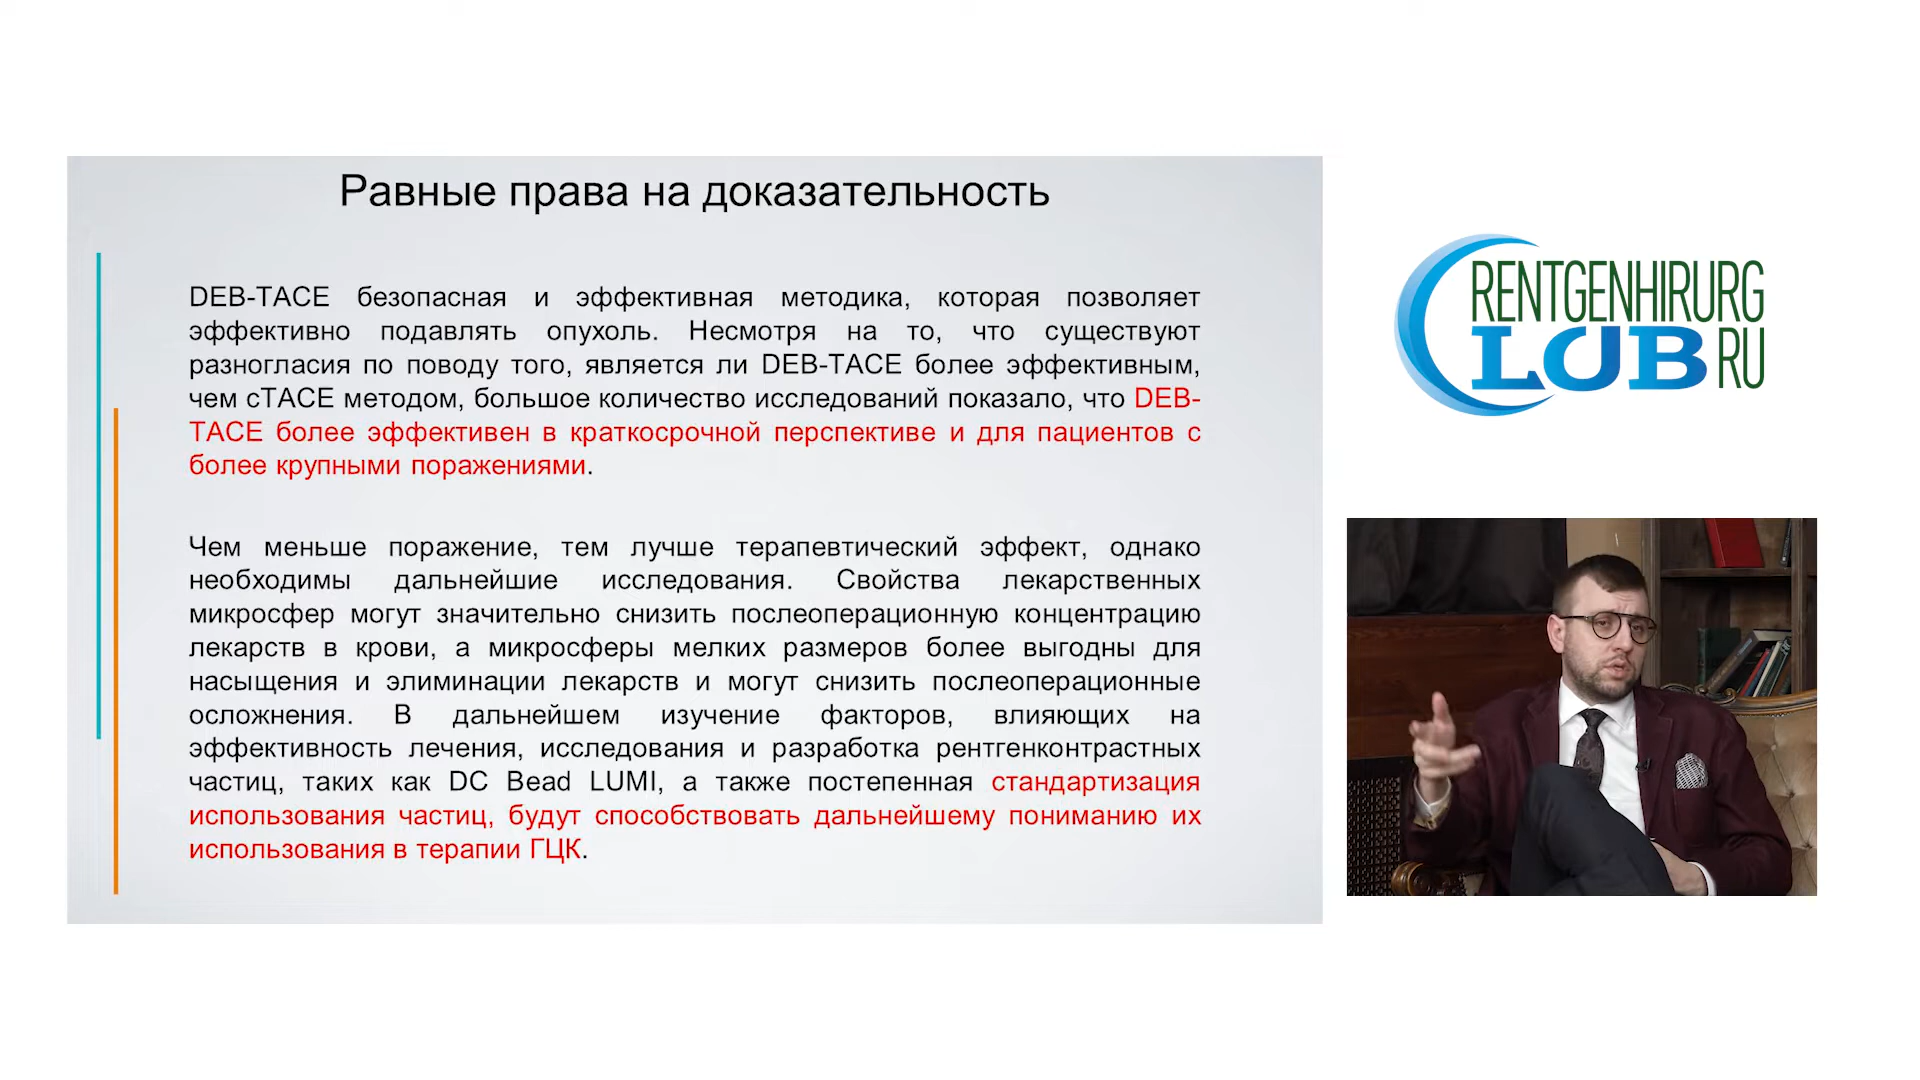 Равные права на доказательность
DEB-TACE безопасная и эффективная методика, которая позволяет
эффективно подавлять опухоль. Несмотря на то, что существуют
разногласия по поводу того, является ли DEB-TACE более эффективным,
чем сTACE методом, большое количество исследований показало, что DEB-
TACE более эффективен в краткосрочной перспективе и для пациентов с
более крупными поражениями.
Чем меньше поражение, тем лучше терапевтический эффект, однако
необходимы дальнейшие исследования. Свойства лекарственных
микросфер могут значительно снизить послеоперационную концентрацию
лекарств в крови, а микросферы мелких размеров более выгодны для
насыщения и элиминации лекарств и могут снизить послеоперационные
осложнения. В дальнейшем изучение факторов, влияющих на
эффективность лечения, исследования и разработка рентгенконтрастных
частиц, таких как DC Bead LUMI, а также постепенная стандартизация
использования частиц, будут способствовать дальнейшему пониманию их
использования в терапии ГЦК.
RENTGENHIRURG
LUB RU